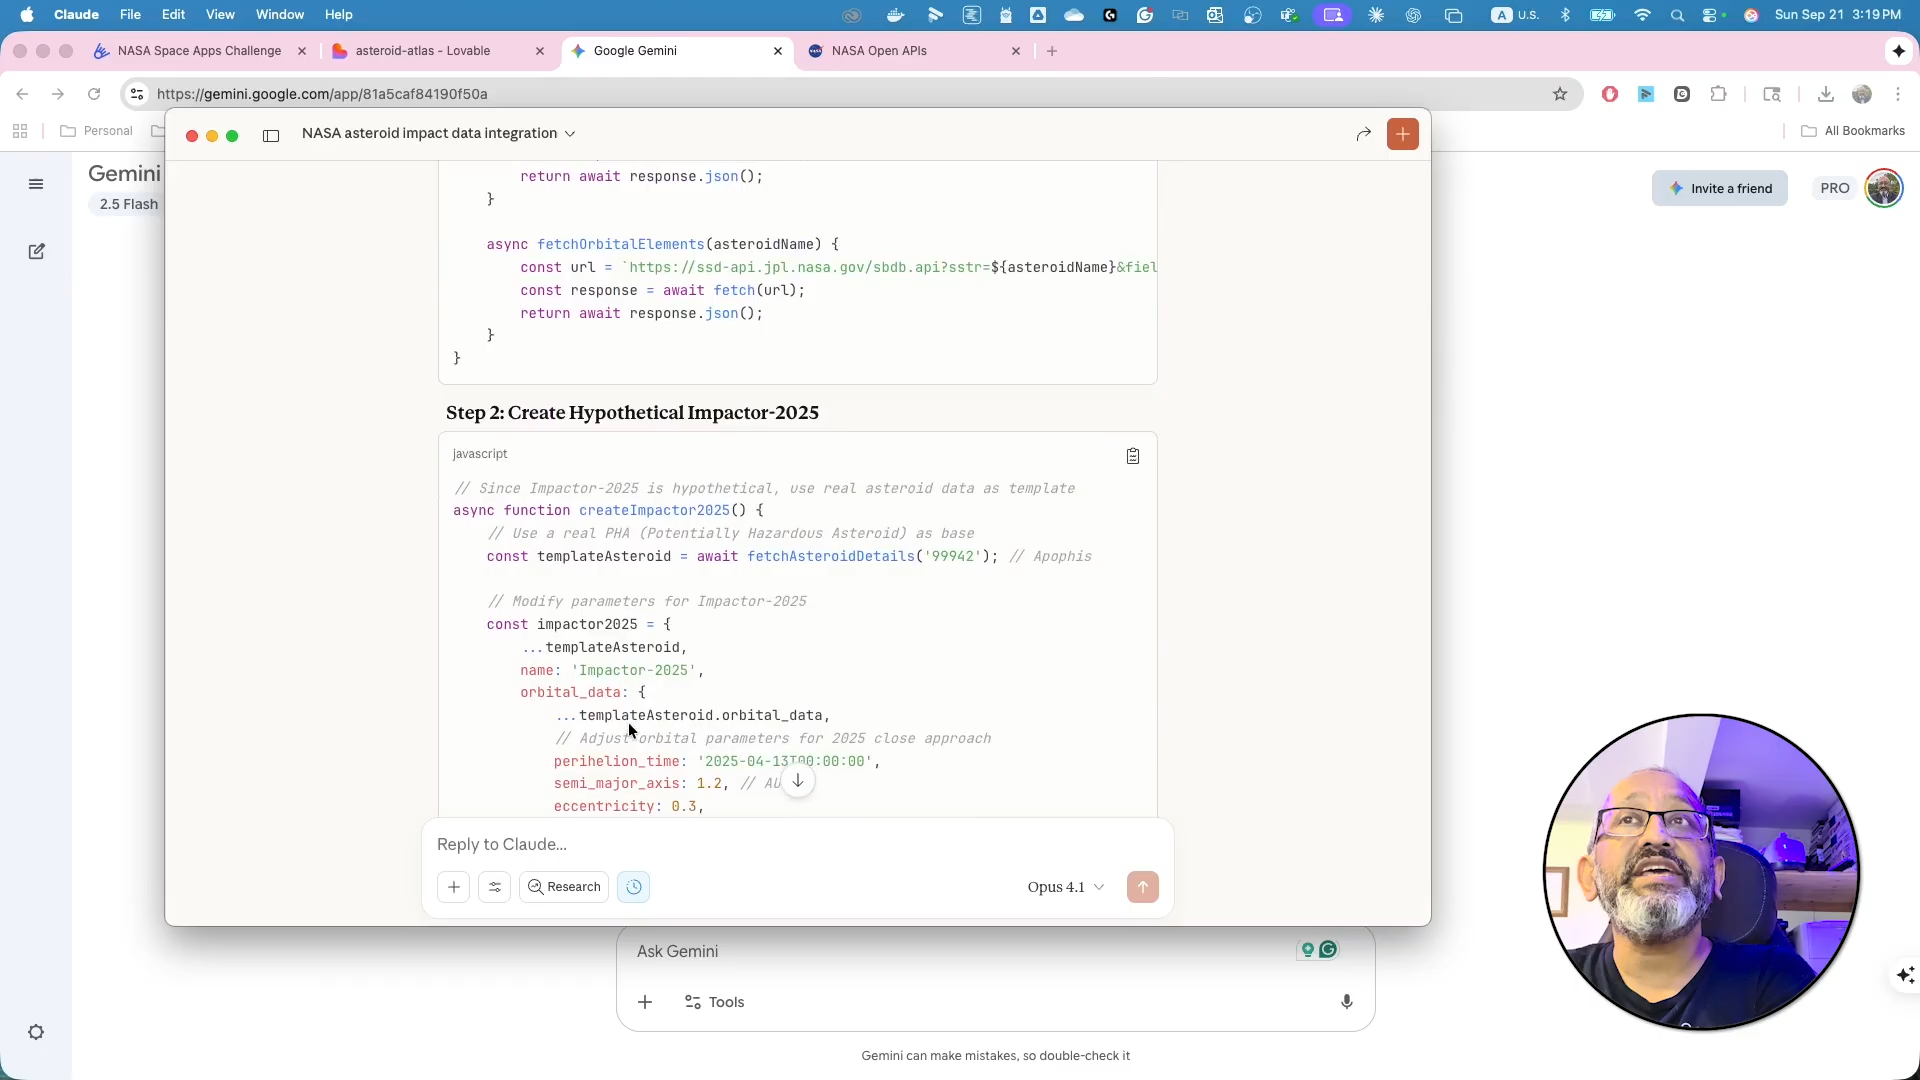 Claude File Edit View Window Help
A U.S. Sun Sep 21 3:19 PM
NASA Space Apps Challenge
asteroid-atlas - Lovable
Google Gemini
NASA Open APIs
https://gemini.google.com/app/81a5caf84190f50a
Personal
All Bookmarks
NASA asteroid impact data integration
Gemini
2.5 Flash
Invite a friend
PRO
return await response.json();
}
async fetchOrbitalElements(asteroidName) {
const url = `https://ssd-api.jpl.nasa.gov/sbdb.api?sstr=${asteroidName}&fiel
const response = await fetch(url);
return await response.json();
}
}
Step 2: Create Hypothetical Impactor-2025
javascript
// Since Impactor-2025 is hypothetical, use real asteroid data as template
async function createImpactor2025() {
// Use a real PHA (Potentially Hazardous Asteroid) as base
const templateAsteroid = await fetchAsteroidDetails('99942'); // Apophis
// Modify parameters for Impactor-2025
const impactor2025 = {
...templateAsteroid,
name: 'Impactor-2025',
orbital_data: {
...templateAsteroid.orbital_data,
// Adjust orbital parameters for 2025 close approach
perihelion_time: '2025-04-13T00:00:00',
semi_major_axis: 1.2, // AU
eccentricity: 0.3,
Reply to Claude...
Research
Opus 4.1
Ask Gemini
Tools
Gemini can make mistakes, so double-check it